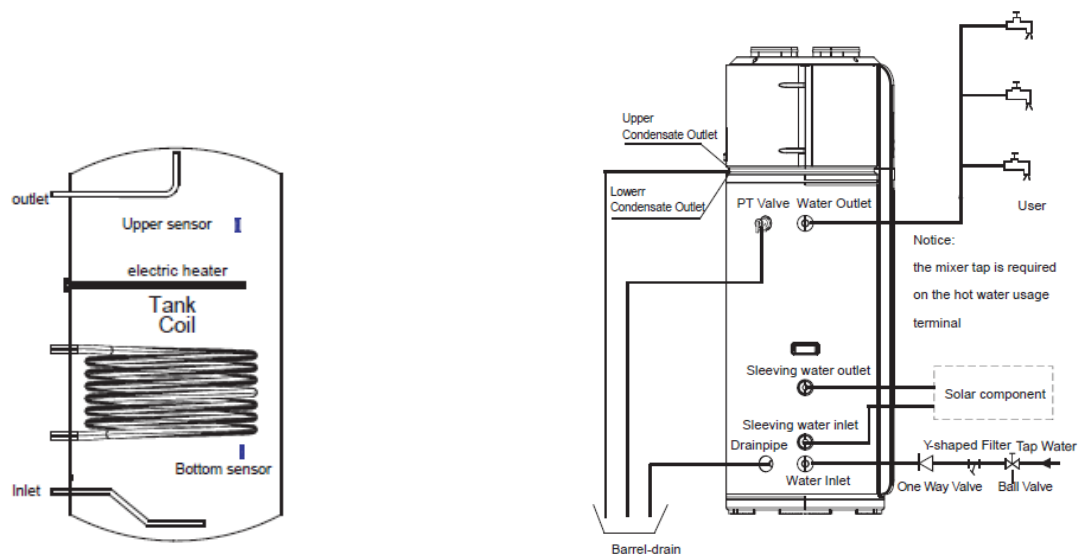 outlet
Upper sensor
electric heater
Tank
Coil
Bottom sensor
Inlet
Upper
Condensate Outlet
Lowerr
Condensate Outlet
PT Valve
Water Outlet
User
Notice:
the mixer tap is required
on the hot water usage
terminal
Sleeving water outlet
Solar component
Sleeving water inlet
Drainpipe
Y-shaped Filter
Tap Water
Water Inlet
One Way Valve
Ball Valve
Barrel-drain